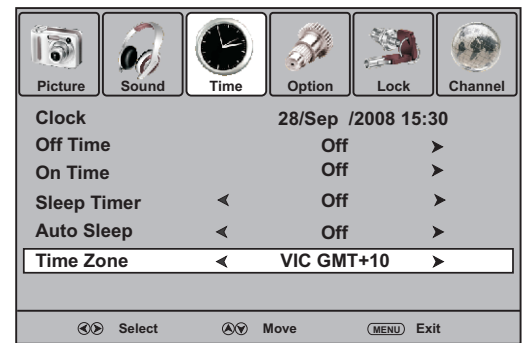 Picture Sound Time Option Lock Channel
Clock 28/Sep /2008 15:30
Off Time Off
On Time Off
Sleep Timer Off
Auto Sleep Off
Time Zone VIC GMT+10
Select Move MENU Exit